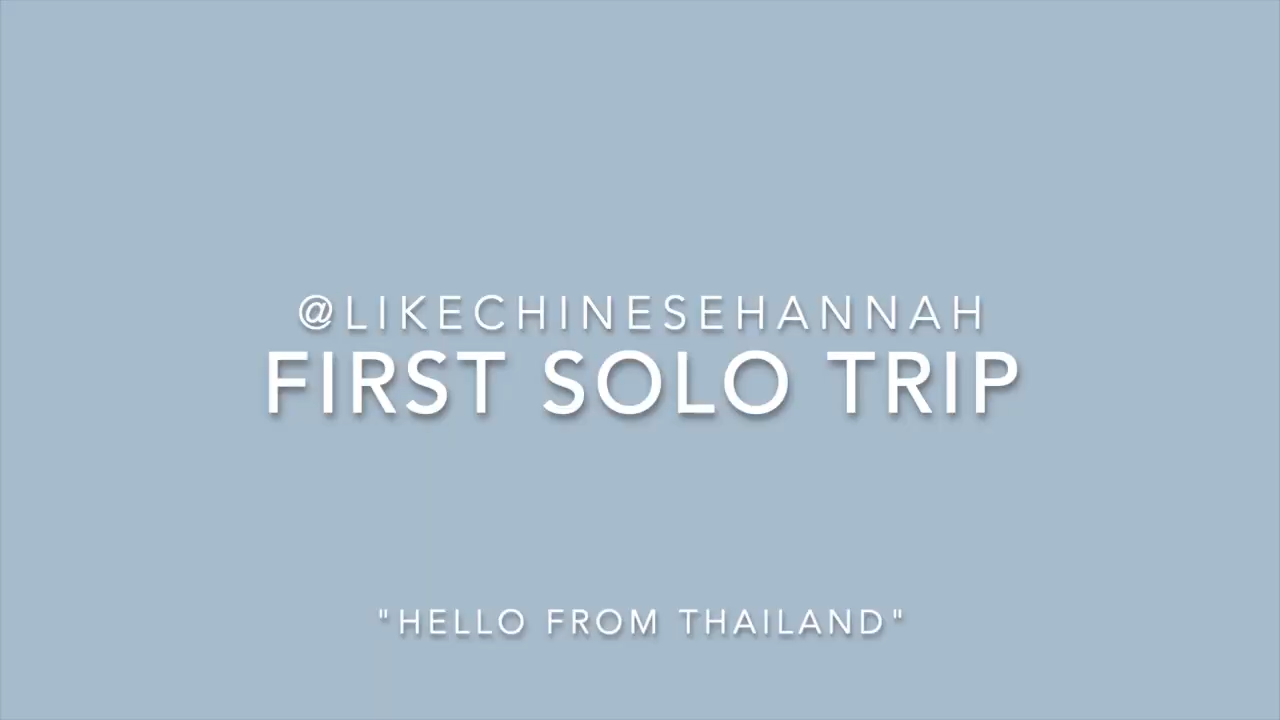 @LIKECHINESEHANNAH
FIRST SOLO TRIP
"HELLO FROM THAILAND"